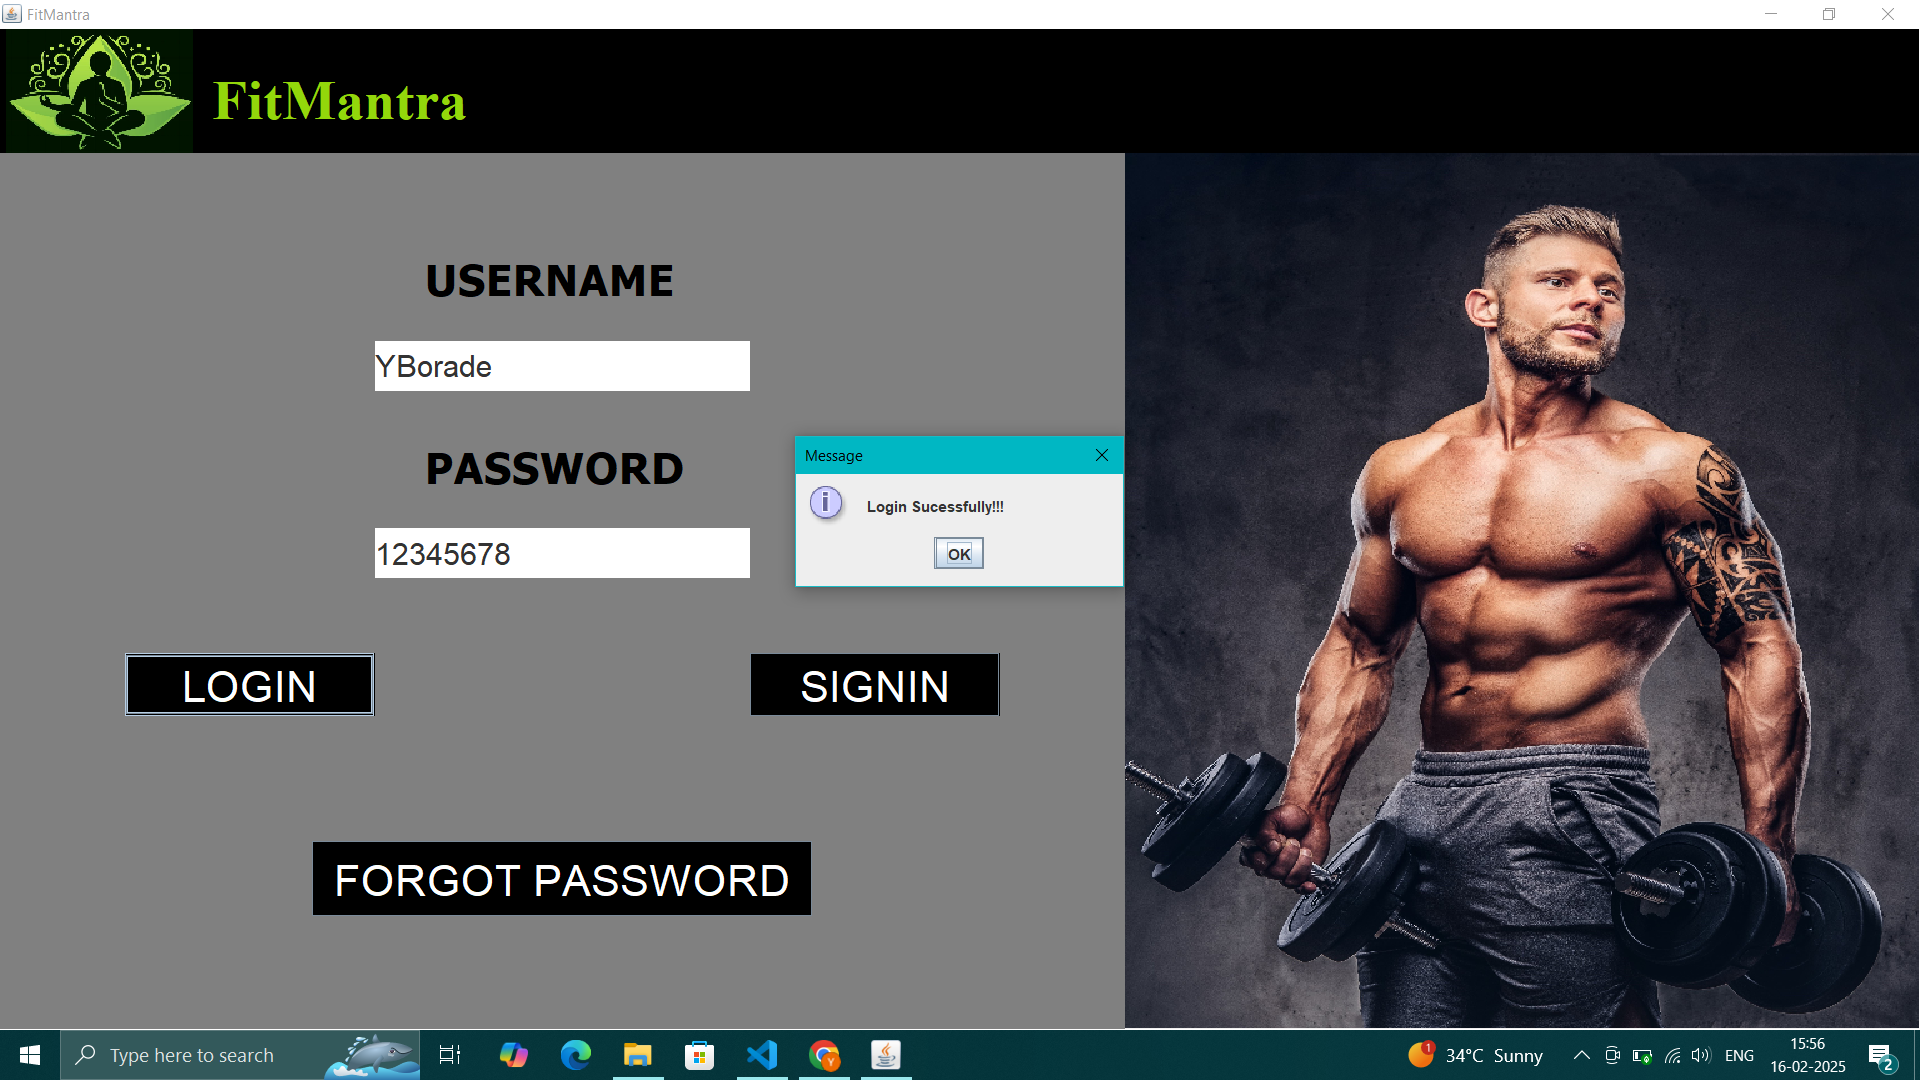 FitMantra
FitMantra
USERNAME
YBorade
PASSWORD
12345678
Message
i
Login Sucessfully!!!
OK
LOGIN
SIGNIN
FORGOT PASSWORD
Type here to search
Y
1
34°C Sunny
ENG
15:56
16-02-2025
2